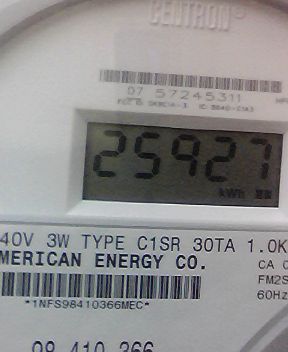 CENTRON®
07 57245311
25927
kWh
40V 3W TYPE C1SR 30TA 1.0K
MERICAN ENERGY CO.
CA 0
FM2S
60Hz
*1NFS98410366MEC*
98 410 366